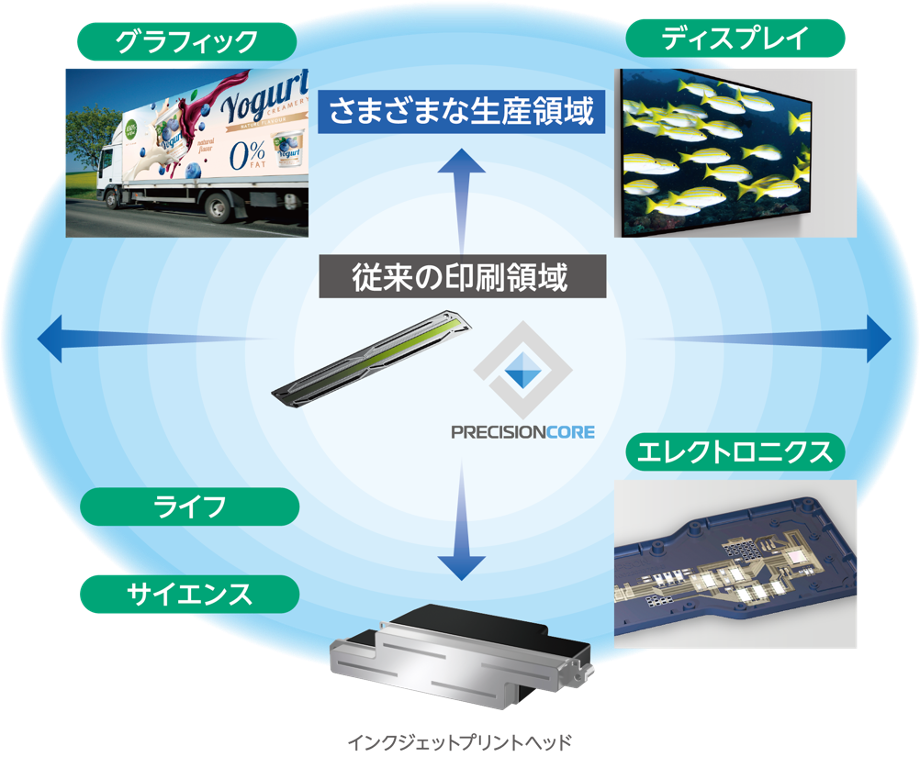 グラフィック
ディスプレイ
さまざまな生産領域
Yogurt
CREAMERY
natural
flavour
0%
FAT
Yogurt
Yogurt
従来の印刷領域
PRECISIONCORE
エレクトロニクス
ライフ
サイエンス
インクジェットプリントヘッド